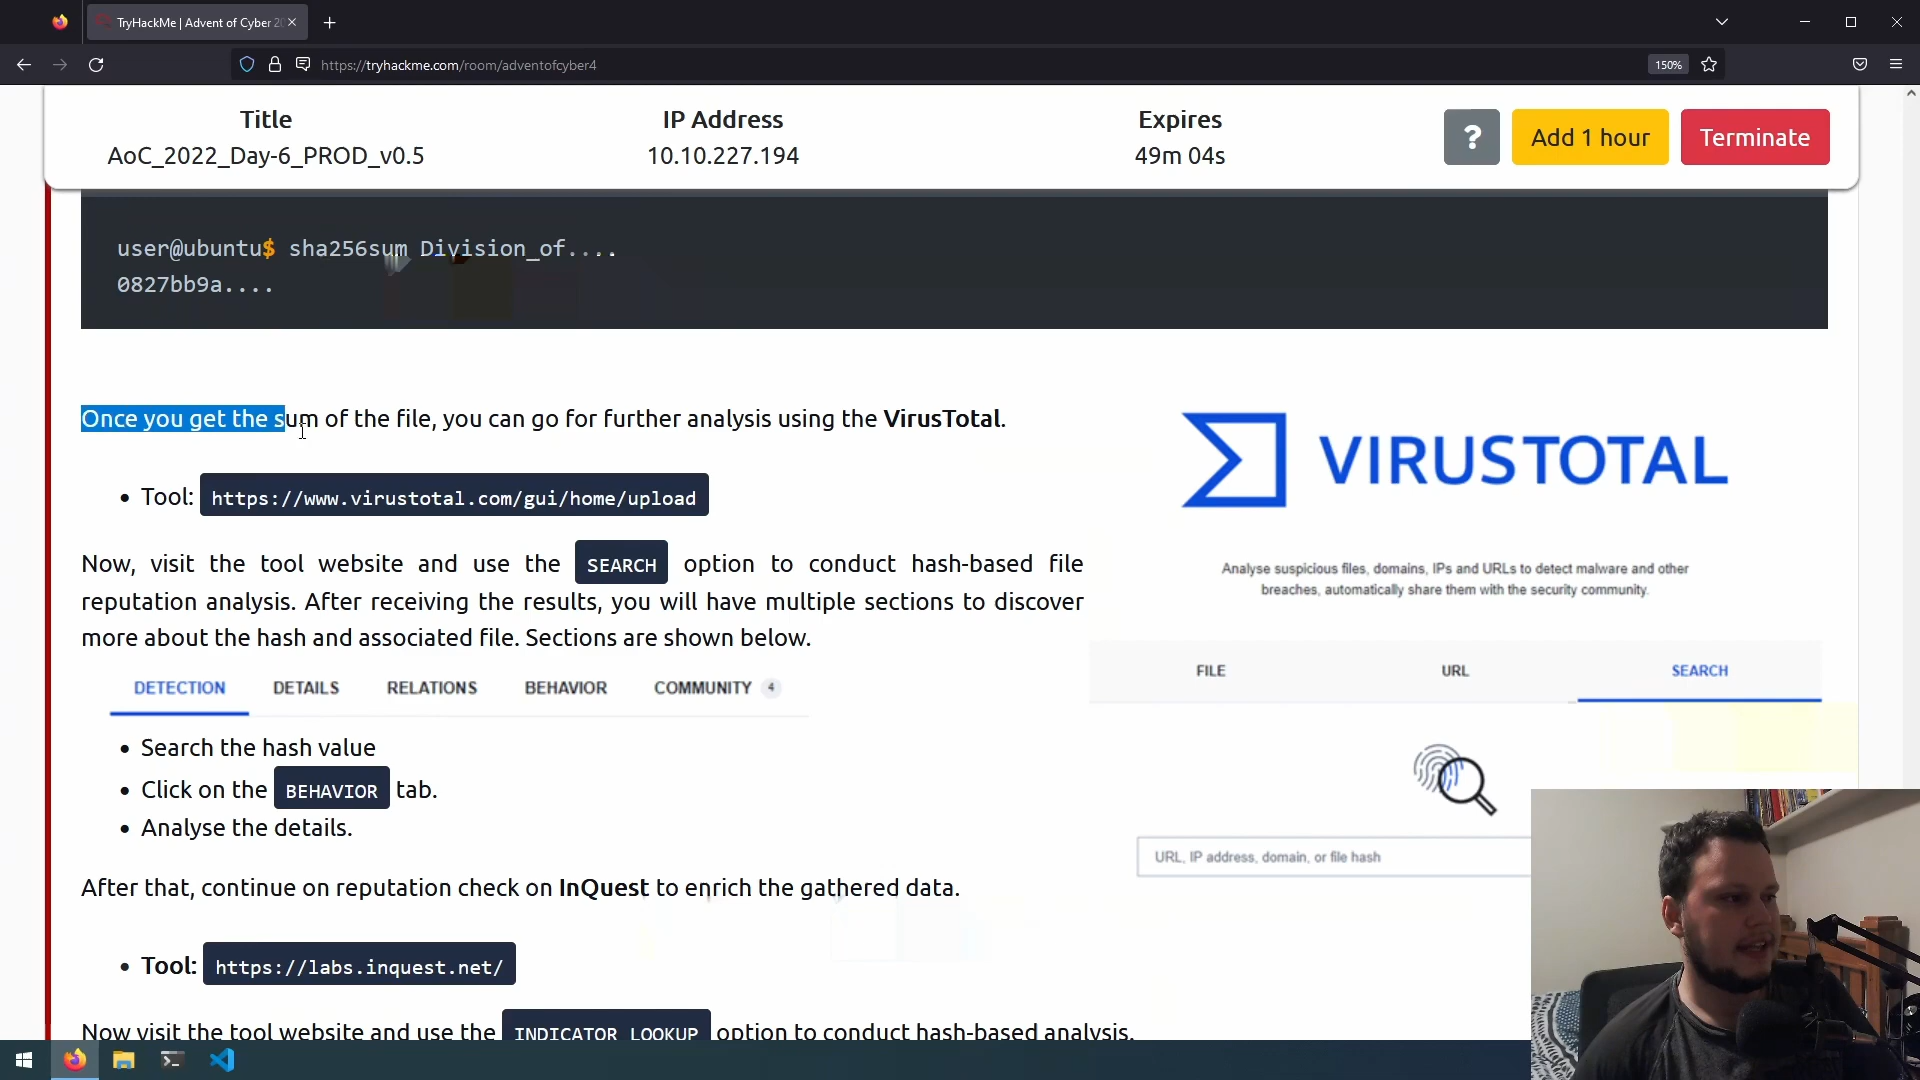 TryHackMe | Advent of Cyber 20
https://tryhackme.com/room/adventofcyber4
150%
Title
IP Address
Expires
AoC_2022_Day-6_PROD_v0.5
10.10.227.194
49m 04s
?
Add 1 hour
Terminate
user@ubuntu$ sha256sum Division_of....
0827bb9a....
Once you get the sum of the file, you can go for further analysis using the VirusTotal.
• Tool: https://www.virustotal.com/gui/home/upload
Now, visit the tool website and use the SEARCH option to conduct hash-based file
reputation analysis. After receiving the results, you will have multiple sections to discover
more about the hash and associated file. Sections are shown below.
DETECTION DETAILS RELATIONS BEHAVIOR COMMUNITY 4
• Search the hash value
• Click on the BEHAVIOR tab.
• Analyse the details.
VIRUSTOTAL
Analyse suspicious files, domains, IPs and URLs to detect malware and other
breaches, automatically share them with the security community.
FILE URL SEARCH
URL, IP address, domain, or file hash
After that, continue on reputation check on InQuest to enrich the gathered data.
• Tool: https://labs.inquest.net/
Now visit the tool website and use the INDICATOR LOOKUP option to conduct hash-based analysis.